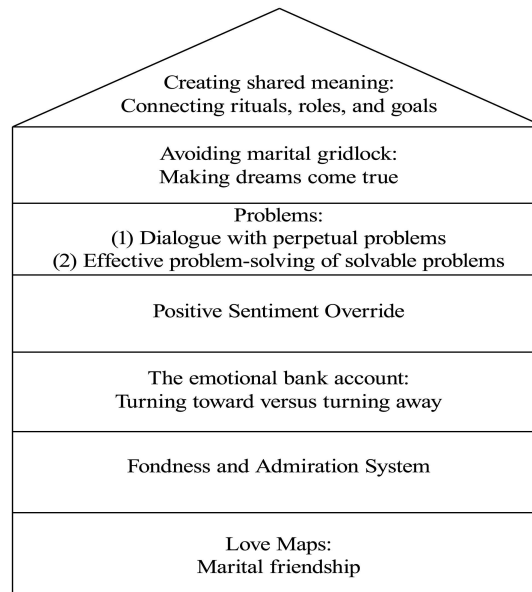 Creating shared meaning:
Connecting rituals, roles, and goals
Avoiding marital gridlock:
Making dreams come true
Problems:
(1) Dialogue with perpetual problems
(2) Effective problem-solving of solvable problems
Positive Sentiment Override
The emotional bank account:
Turning toward versus turning away
Fondness and Admiration System
Love Maps:
Marital friendship